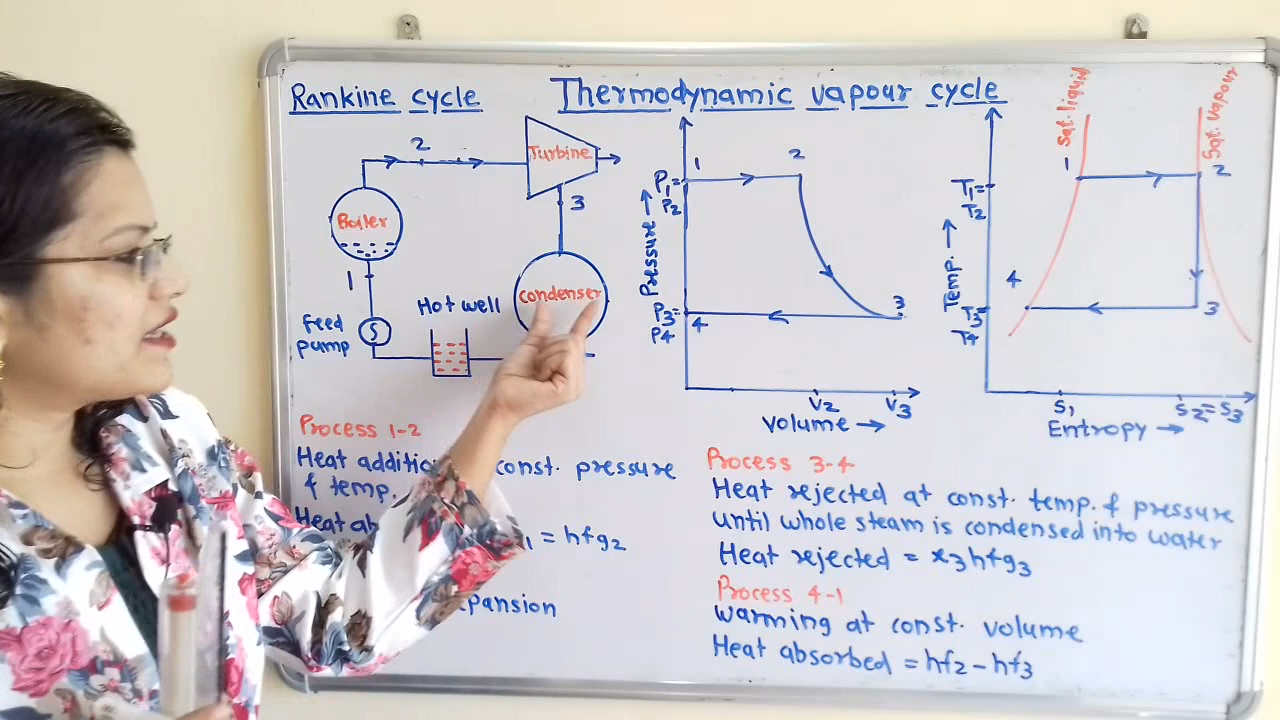 Rankine cycle
Thermodynamic vapour cycle
2
Turbine
3
Boiler
1
condenser
Hot well
Feed
pump
S
P1=
P2
P3=
P4
Pressure →
1
2
3
4
V2
V3
Volume →
Sat. liquid
Sat. vapour
T1=
T2
T3=
T4
Temp. →
1
2
3
4
S1
S2=S3
Entropy →
Process 1-2
Heat const. pressure
& temp.
Heat 1 = hfg2
Process 3-4
Heat rejected at const. temp. & pressure
until whole steam is condensed into water
Heat rejected = x3hfg3
Process 4-1
Warming at const. volume
Heat absorbed = hf2 - hf3